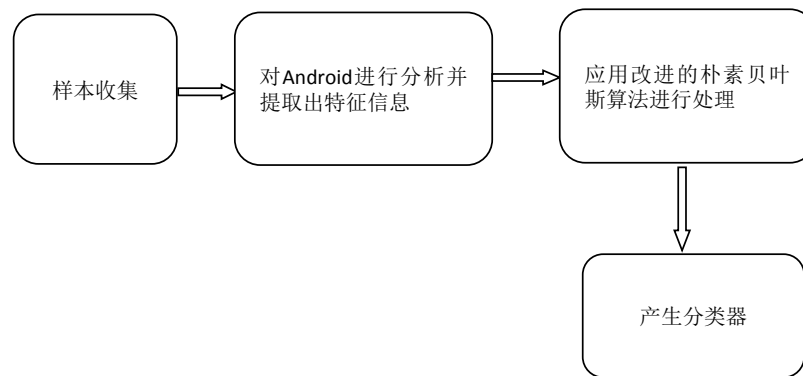 样本收集
对Android进行分析并
提取出特征信息
应用改进的朴素贝叶
斯算法进行处理
产生分类器